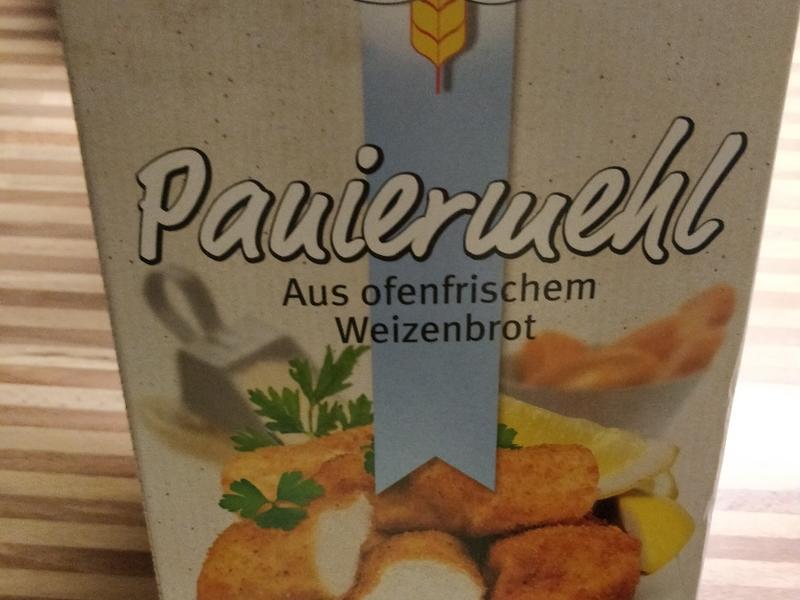 Paniermehl
Aus ofenfrischem
Weizenbrot